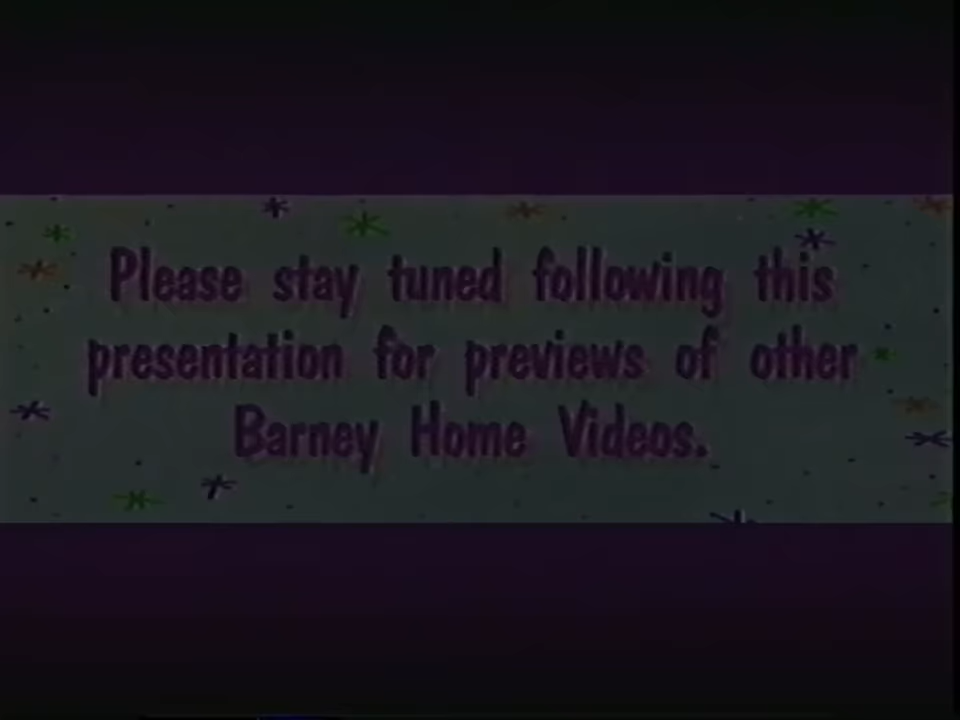 Please stay tuned following this
presentation for previews of other
Barney Home Videos.